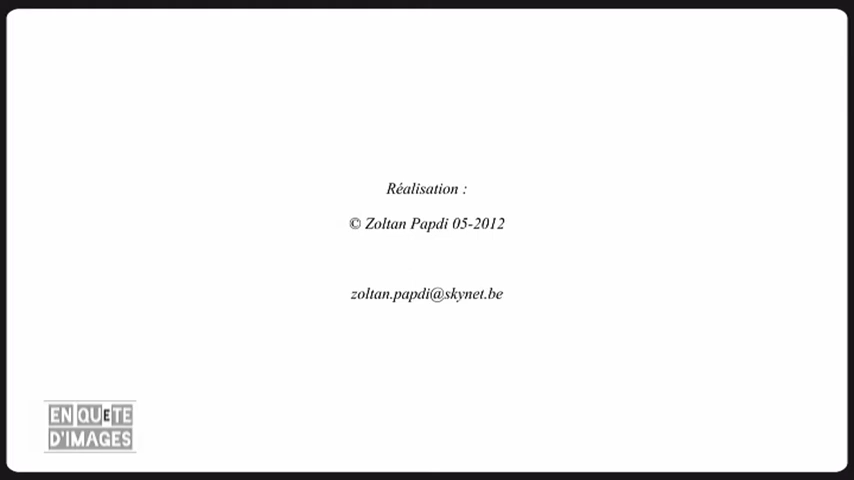 Réalisation :
© Zoltan Papdi 05-2012
zoltan.papdi@skynet.be
EN QUETE
D'IMAGES